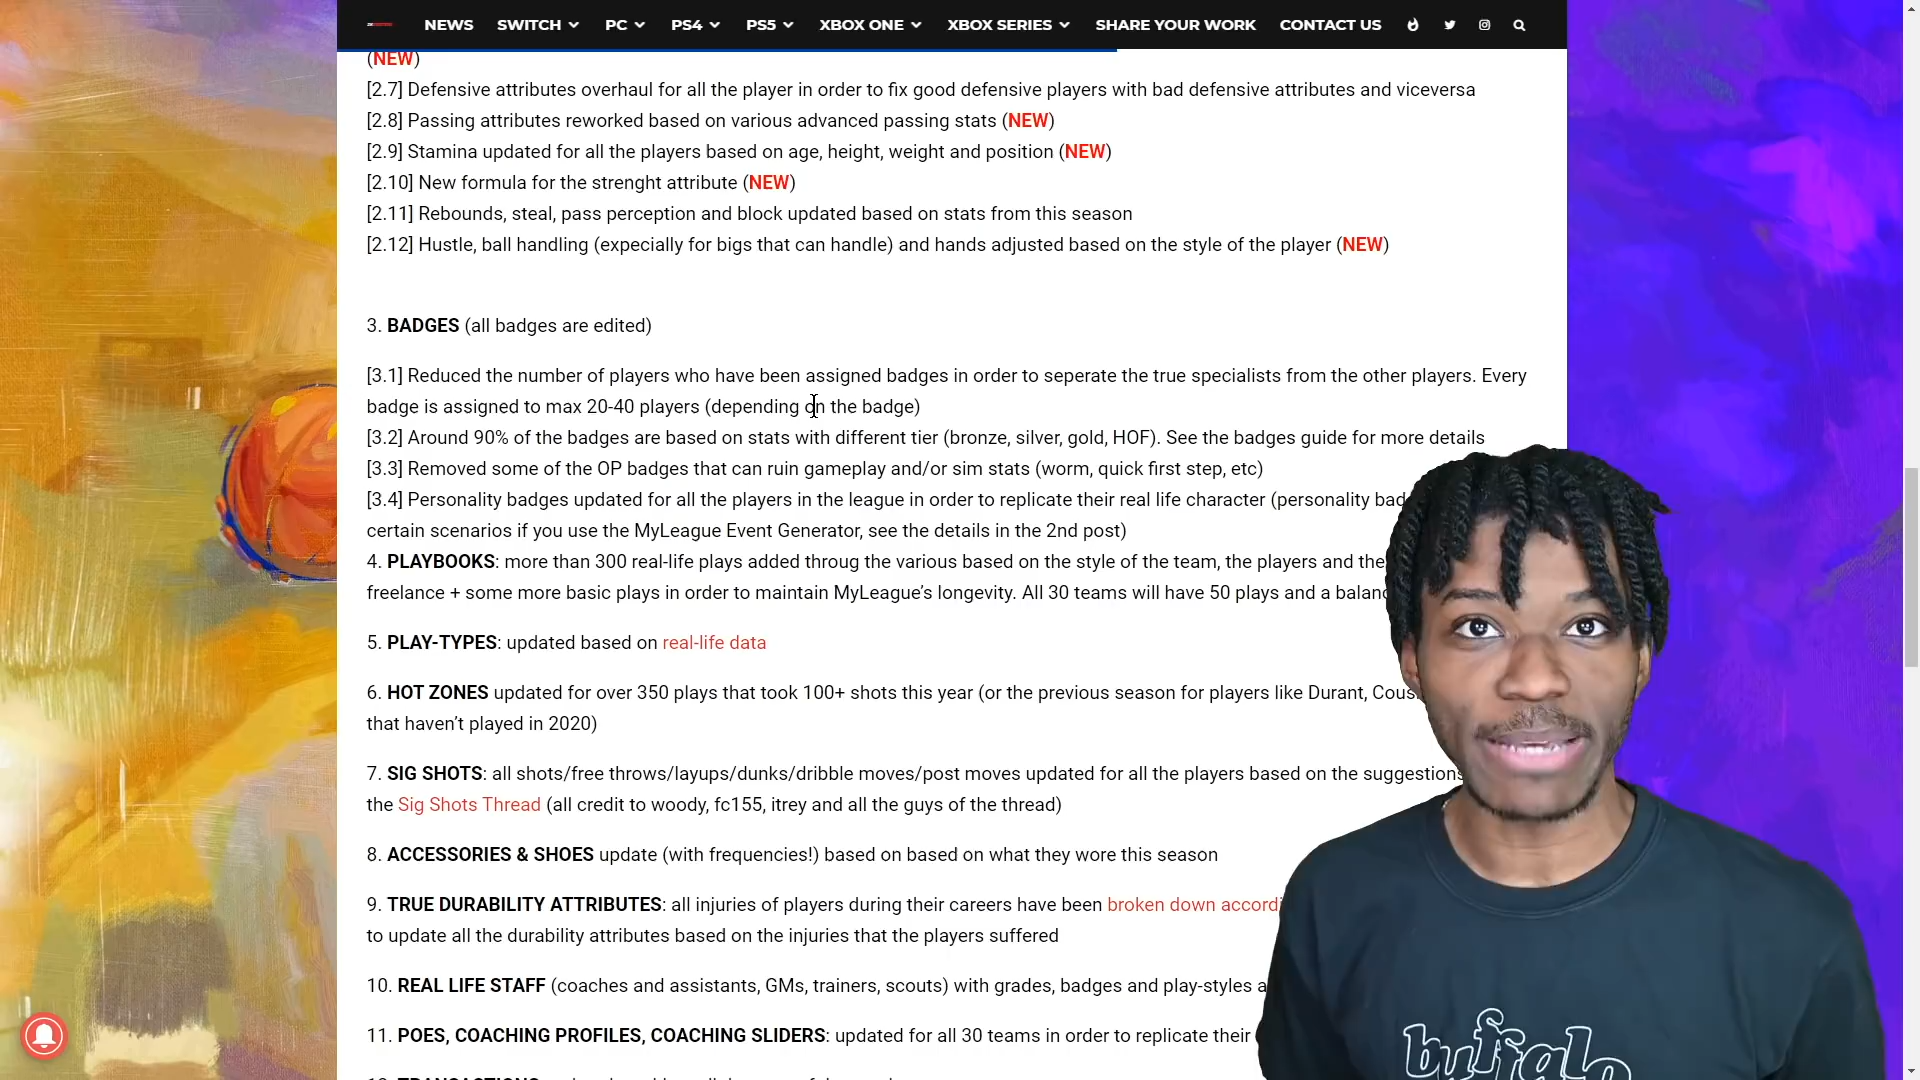 NEWS SWITCH PC PS4 PS5 XBOX ONE XBOX SERIES SHARE YOUR WORK CONTACT US
(NEW)
[2.7] Defensive attributes overhaul for all the player in order to fix good defensive players with bad defensive attributes and viceversa
[2.8] Passing attributes reworked based on various advanced passing stats (NEW)
[2.9] Stamina updated for all the players based on age, height, weight and position (NEW)
[2.10] New formula for the strenght attribute (NEW)
[2.11] Rebounds, steal, pass perception and block updated based on stats from this season
[2.12] Hustle, ball handling (expecially for bigs that can handle) and hands adjusted based on the style of the player (NEW)
3. BADGES (all badges are edited)
[3.1] Reduced the number of players who have been assigned badges in order to seperate the true specialists from the other players. Every
badge is assigned to max 20-40 players (depending on the badge)
[3.2] Around 90% of the badges are based on stats with different tier (bronze, silver, gold, HOF). See the badges guide for more details
[3.3] Removed some of the OP badges that can ruin gameplay and/or sim stats (worm, quick first step, etc)
[3.4] Personality badges updated for all the players in the league in order to replicate their real life character (personality bad
certain scenarios if you use the MyLeague Event Generator, see the details in the 2nd post)
4. PLAYBOOKS: more than 300 real-life plays added throug the various based on the style of the team, the players and the
freelance + some more basic plays in order to maintain MyLeague’s longevity. All 30 teams will have 50 plays and a balanc
5. PLAY-TYPES: updated based on real-life data
6. HOT ZONES updated for over 350 plays that took 100+ shots this year (or the previous season for players like Durant, Cous
that haven’t played in 2020)
7. SIG SHOTS: all shots/free throws/layups/dunks/dribble moves/post moves updated for all the players based on the suggestions
the Sig Shots Thread (all credit to woody, fc155, itrey and all the guys of the thread)
8. ACCESSORIES & SHOES update (with frequencies!) based on based on what they wore this season
9. TRUE DURABILITY ATTRIBUTES: all injuries of players during their careers have been broken down accordi
to update all the durability attributes based on the injuries that the players suffered
10. REAL LIFE STAFF (coaches and assistants, GMs, trainers, scouts) with grades, badges and play-styles a
11. POES, COACHING PROFILES, COACHING SLIDERS: updated for all 30 teams in order to replicate their
buffalo